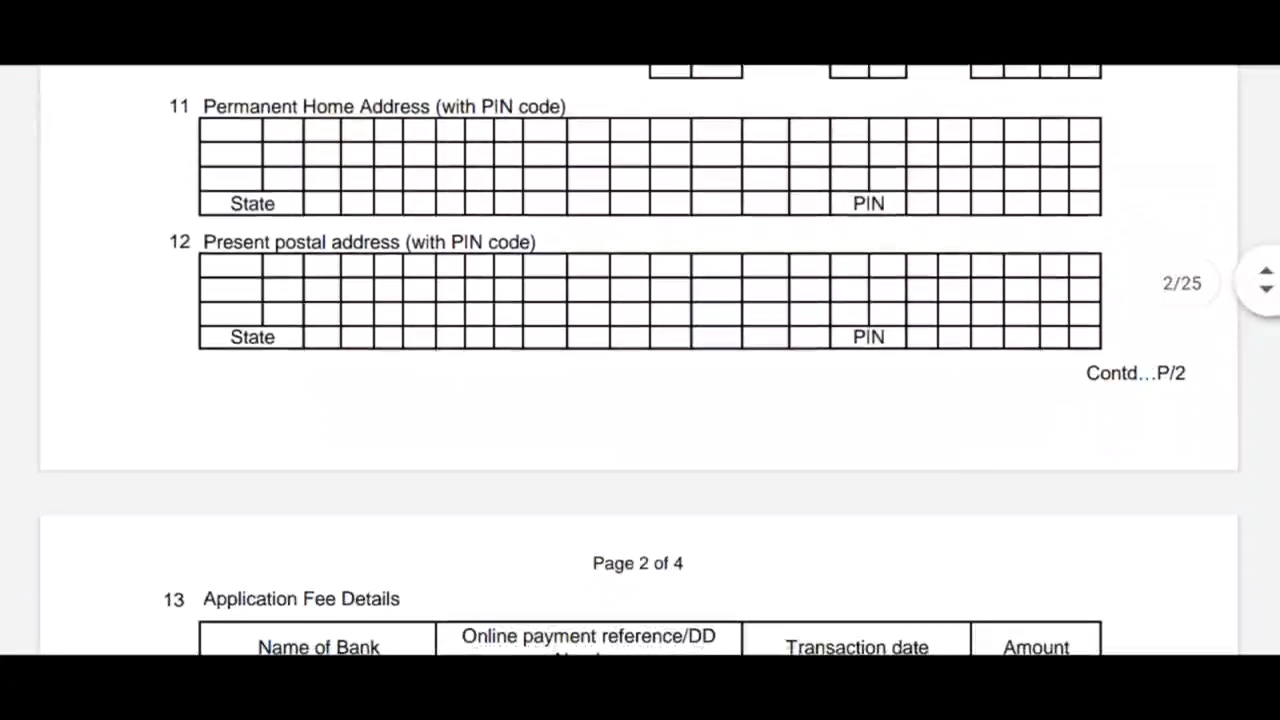 11 Permanent Home Address (with PIN code)
State PIN
12 Present postal address (with PIN code)
State PIN
2/25
Contd...P/2
Page 2 of 4
13 Application Fee Details
Name of Bank Online payment reference/DD Transaction date Amount